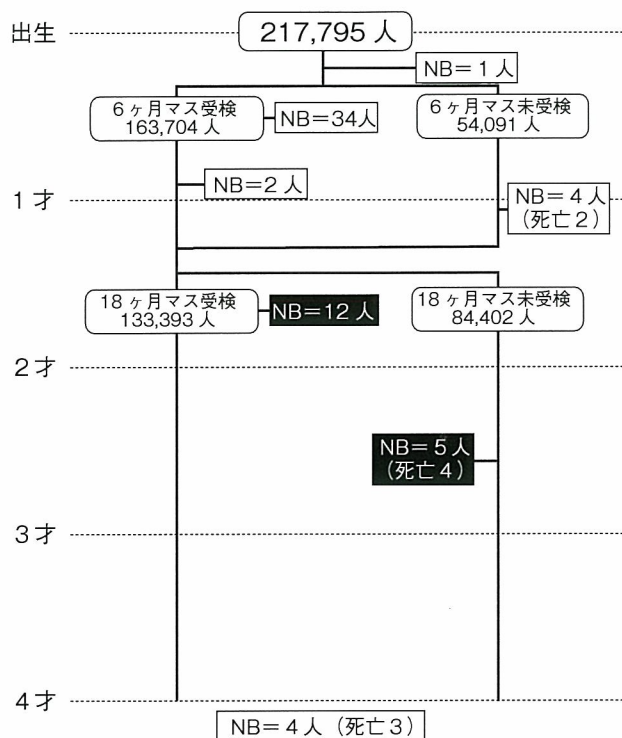 出生
217,795 人
NB= 1 人
6ヶ月マス受検
163,704 人
NB=34人
6ヶ月マス未受検
54,091 人
NB=2 人
1 才
NB= 4 人
(死亡 2 )
18ヶ月マス受検
133,393 人
NB=12 人
18ヶ月マス未受検
84,402 人
2 才
NB= 5 人
(死亡 4 )
3 才
4 才
NB= 4 人 (死亡 3 )